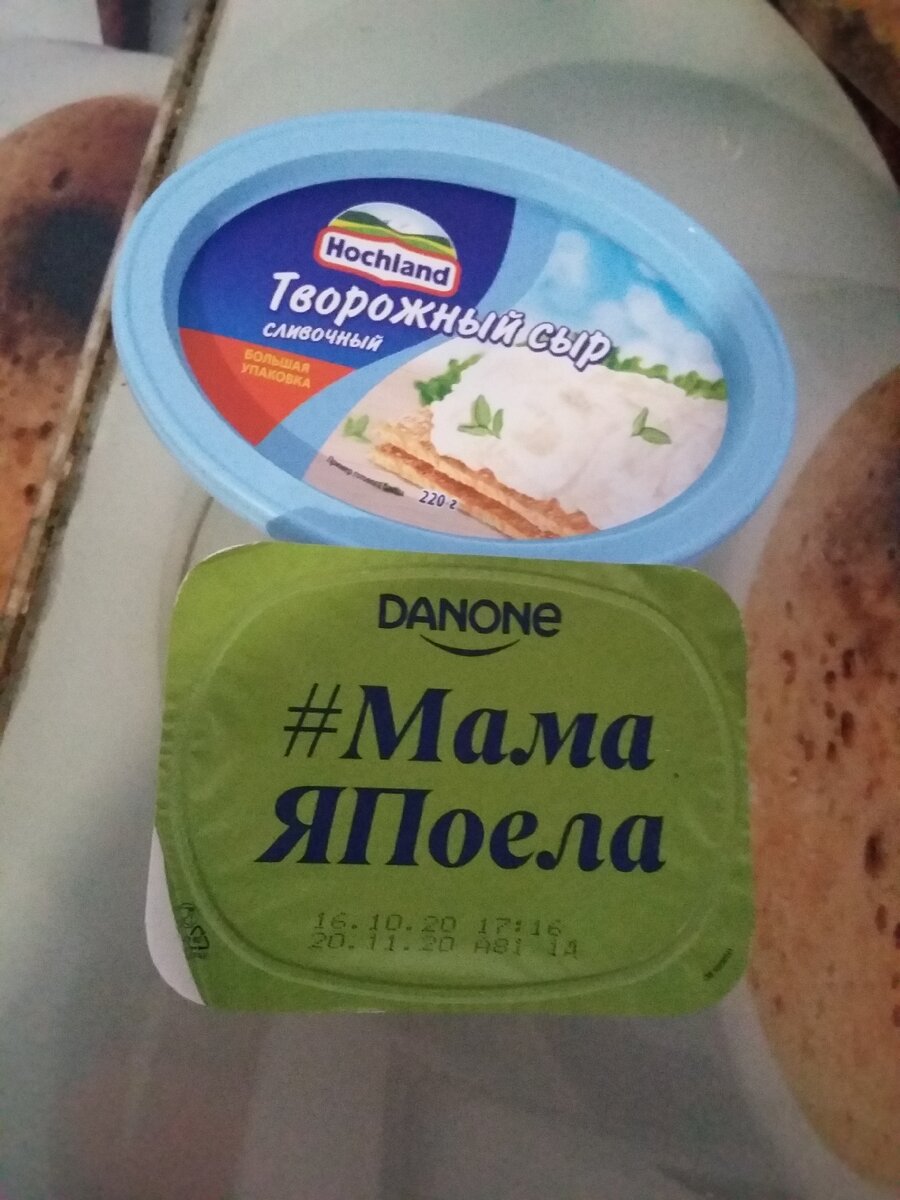 Hochland
Творожный сыр
сливочный
БОЛЬШАЯ
УПАКОВКА
220 г
DANONE
#Мама
ЯПоела
16.10.20 17:16
20.11.20 A81 1A